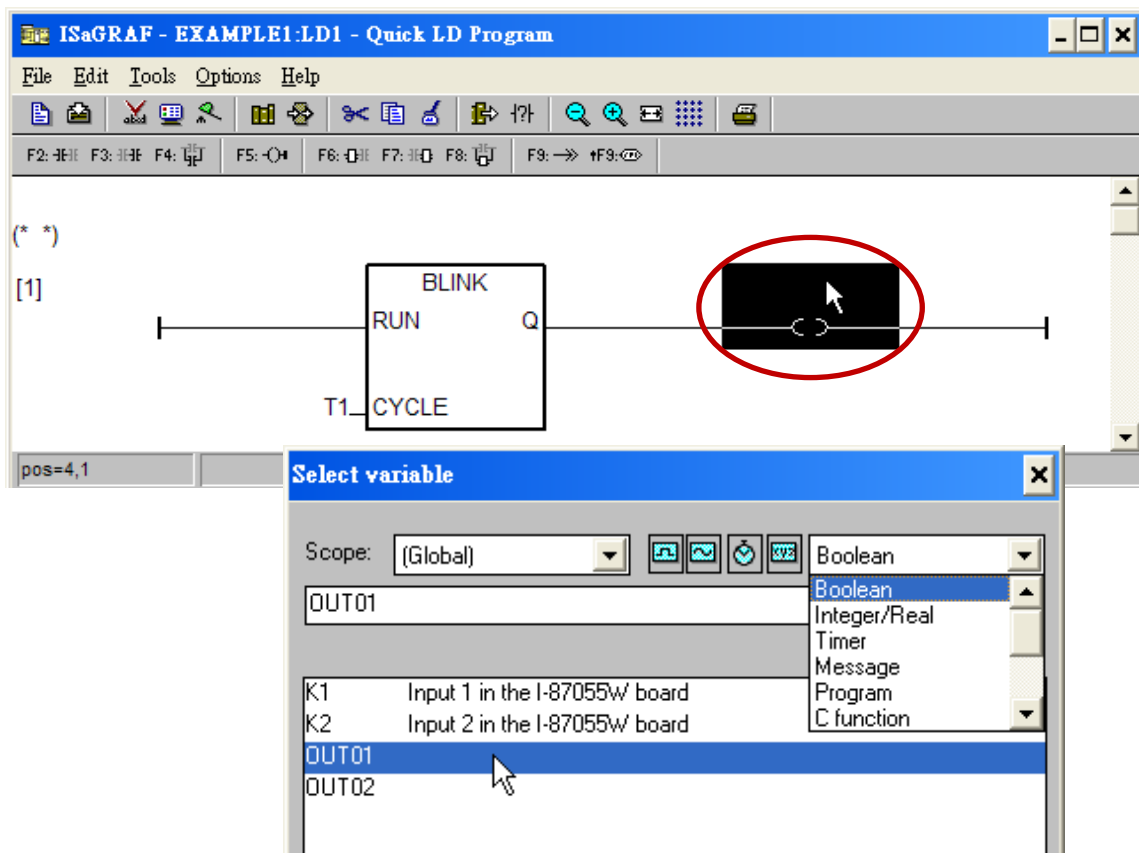 ISaGRAF - EXAMPLE1:LD1 - Quick LD Program
File Edit Tools Options Help
abcd
F2: F3: F4: F5: F6: F7: F8: F9: F9:
(* *)
[1]
BLINK
RUN Q
T1 CYCLE
pos=4,1
Select variable
Scope: (Global) xyz Boolean
OUT01
Boolean
Integer/Real
Timer
Message
Program
C function
K1 Input 1 in the I-87055W board
K2 Input 2 in the I-87055W board
OUT01
OUT02